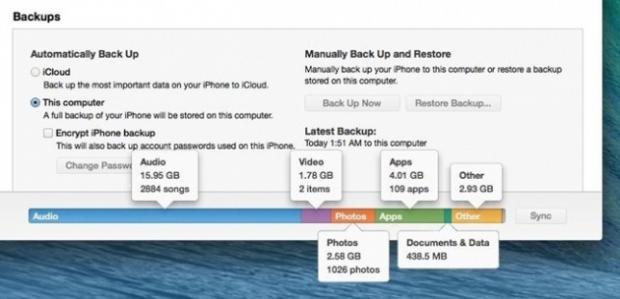 Backups
Automatically Back Up
iCloud
Back up the most important data on your iPhone to iCloud.
This computer
A full backup of your iPhone will be stored on this computer.
Encrypt iPhone backup
This will also back up account passwords used on this iPhone.
Change
Manually Back Up and Restore
Manually back up your iPhone to this computer or restore a backup
stored on this computer.
Back Up Now
Restore Backup...
Latest Backup:
Today 1:51 AM to this computer
Audio
15.95 GB
2884 songs
Video
1.78 GB
2 items
Apps
4.01 GB
109 apps
Other
2.93 GB
Audio
Photos
Apps
Other
Sync
Photos
2.58 GB
1026 photos
Documents & Data
438.5 MB